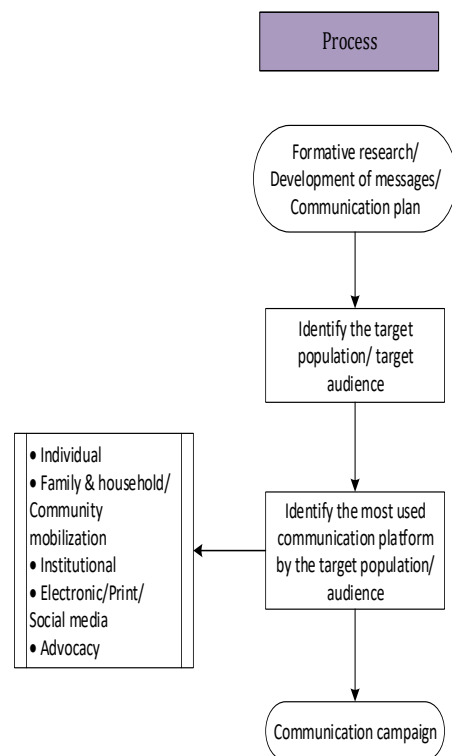 Process
Formative research/
Development of messages/
Communication plan
Identify the target
population/ target
audience
• Individual
• Family & household/
Community
mobilization
• Institutional
• Electronic/Print/
Social media
• Advocacy
Identify the most used
communication platform
by the target population/
audience
Communication campaign